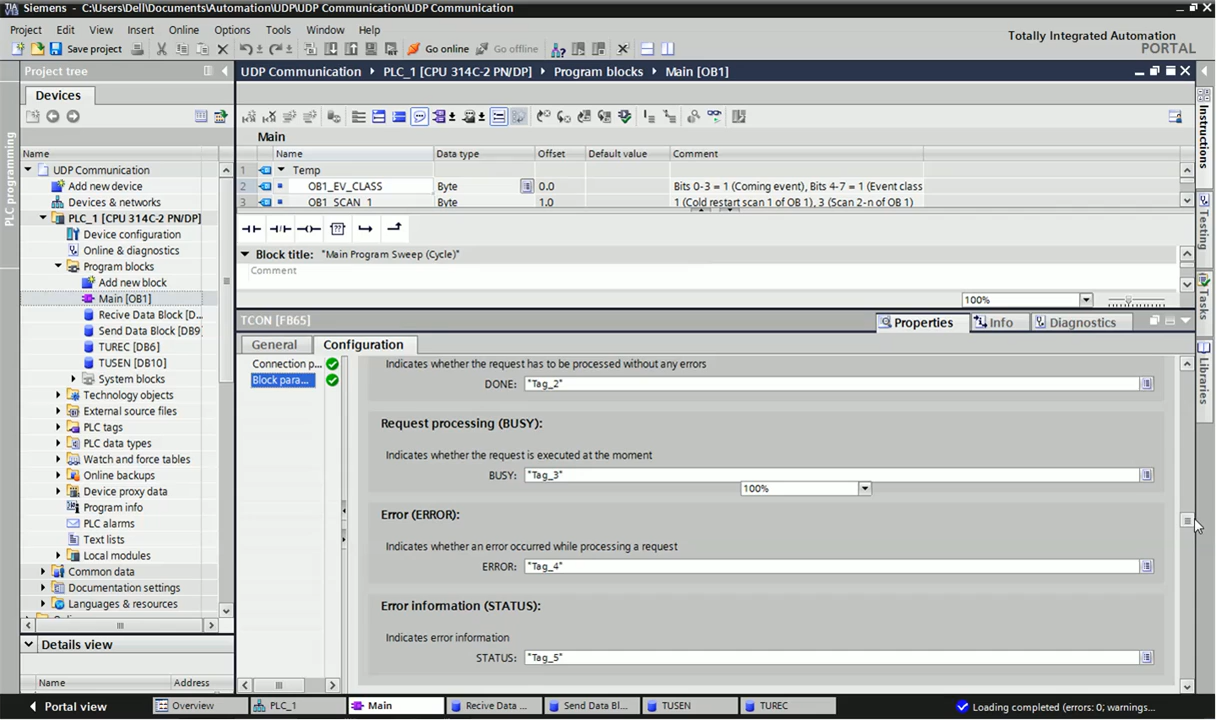 Siemens - C:\Users\Dell\Documents\Automation\UDP\UDP Communication\UDP Communication
Project Edit View Insert Online Options Tools Window Help
Totally Integrated Automation
PORTAL
Save project Go online Go offline
Project tree
UDP Communication PLC_1 [CPU 314C-2 PN/DP] Program blocks Main [OB1]
Devices
Name
UDP Communication
Add new device
Devices & networks
PLC_1 [CPU 314C-2 PN/DP]
Device configuration
Online & diagnostics
Program blocks
Add new block
Main [OB1]
Recive Data Block [D...
Send Data Block [DB9
TUREC [DB6]
TUSEN [DB10]
System blocks
Technology objects
External source files
PLC tags
PLC data types
Watch and force tables
Online backups
Device proxy data
Program info
PLC alarms
Text lists
Local modules
Common data
Documentation settings
Languages & resources
Details view
Name Address
PLC programming
Main
Name Data type Offset Default value Comment
1 Temp
2 OB1_EV_CLASS Byte 0.0 Bits 0-3 = 1 (Coming event), Bits 4-7 = 1 (Event class
3 OB1_SCAN_1 Byte 1.0 1 (Cold restart scan 1 of OB 1), 3 (Scan 2-n of OB 1)
Block title: "Main Program Sweep (Cycle)"
Comment
100%
TCON [FB65]
Properties Info Diagnostics
General Configuration
Connection p...
Block para...
Indicates whether the request has to be processed without any errors
DONE: "Tag_2"
Request processing (BUSY):
Indicates whether the request is executed at the moment
BUSY: "Tag_3"
100%
Error (ERROR):
Indicates whether an error occurred while processing a request
ERROR: "Tag_4"
Error information (STATUS):
Indicates error information
STATUS: "Tag_5"
Instructions
Testing
Tasks
Libraries
Portal view Overview PLC_1 Main Recive Data ... Send Data Bl... TUSEN TUREC Loading completed (errors: 0; warnings...